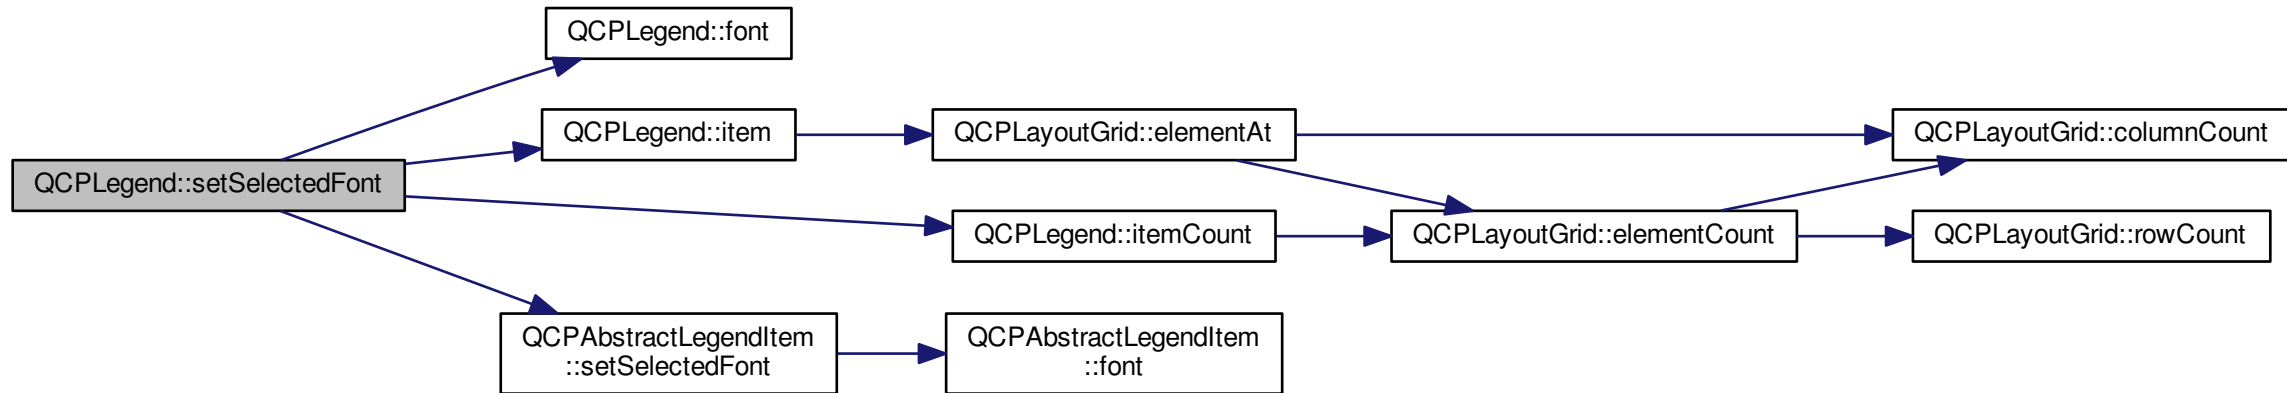 QCPLegend::font
QCPLegend::item
QCPLayoutGrid::elementAt
QCPLayoutGrid::columnCount
QCPLegend::setSelectedFont
QCPLegend::itemCount
QCPLayoutGrid::elementCount
QCPLayoutGrid::rowCount
QCPAbstractLegendItem
::setSelectedFont
QCPAbstractLegendItem
::font